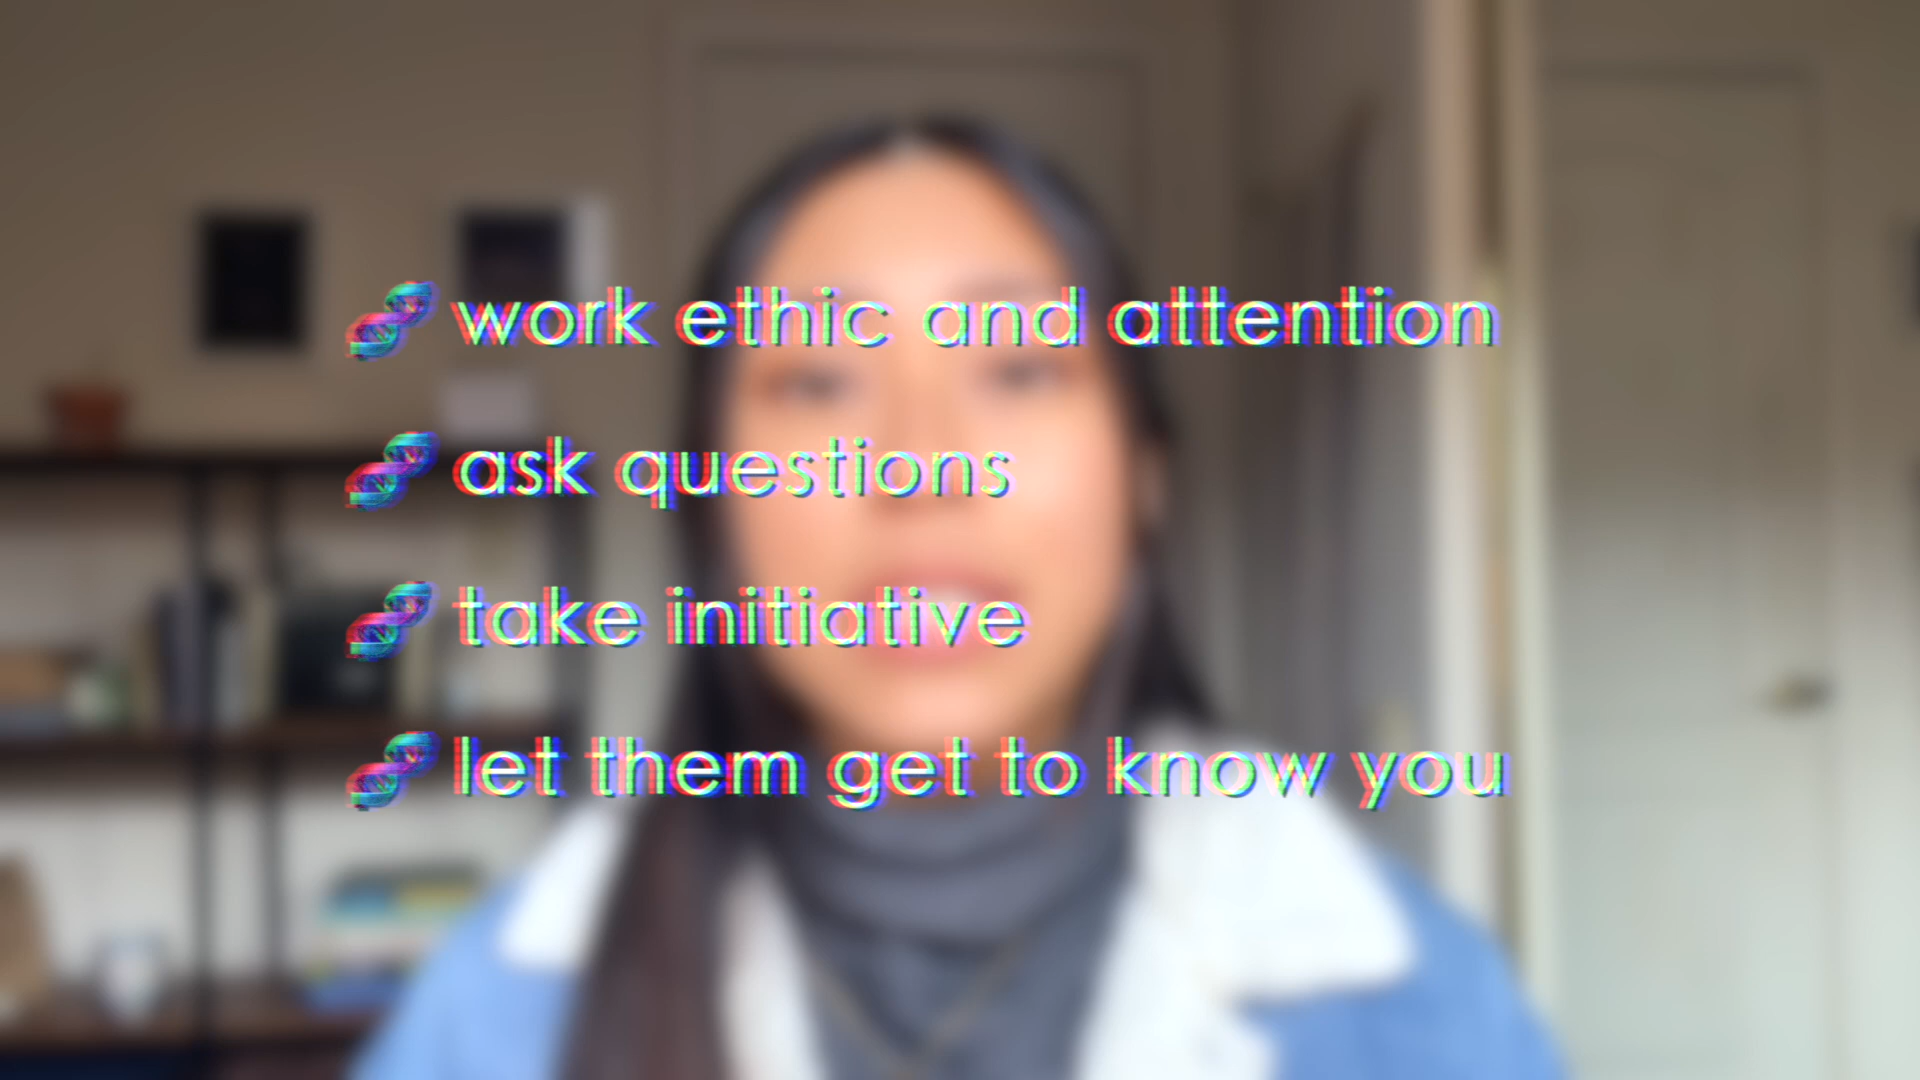 work ethic and attention
ask questions
take initiative
let them get to know you